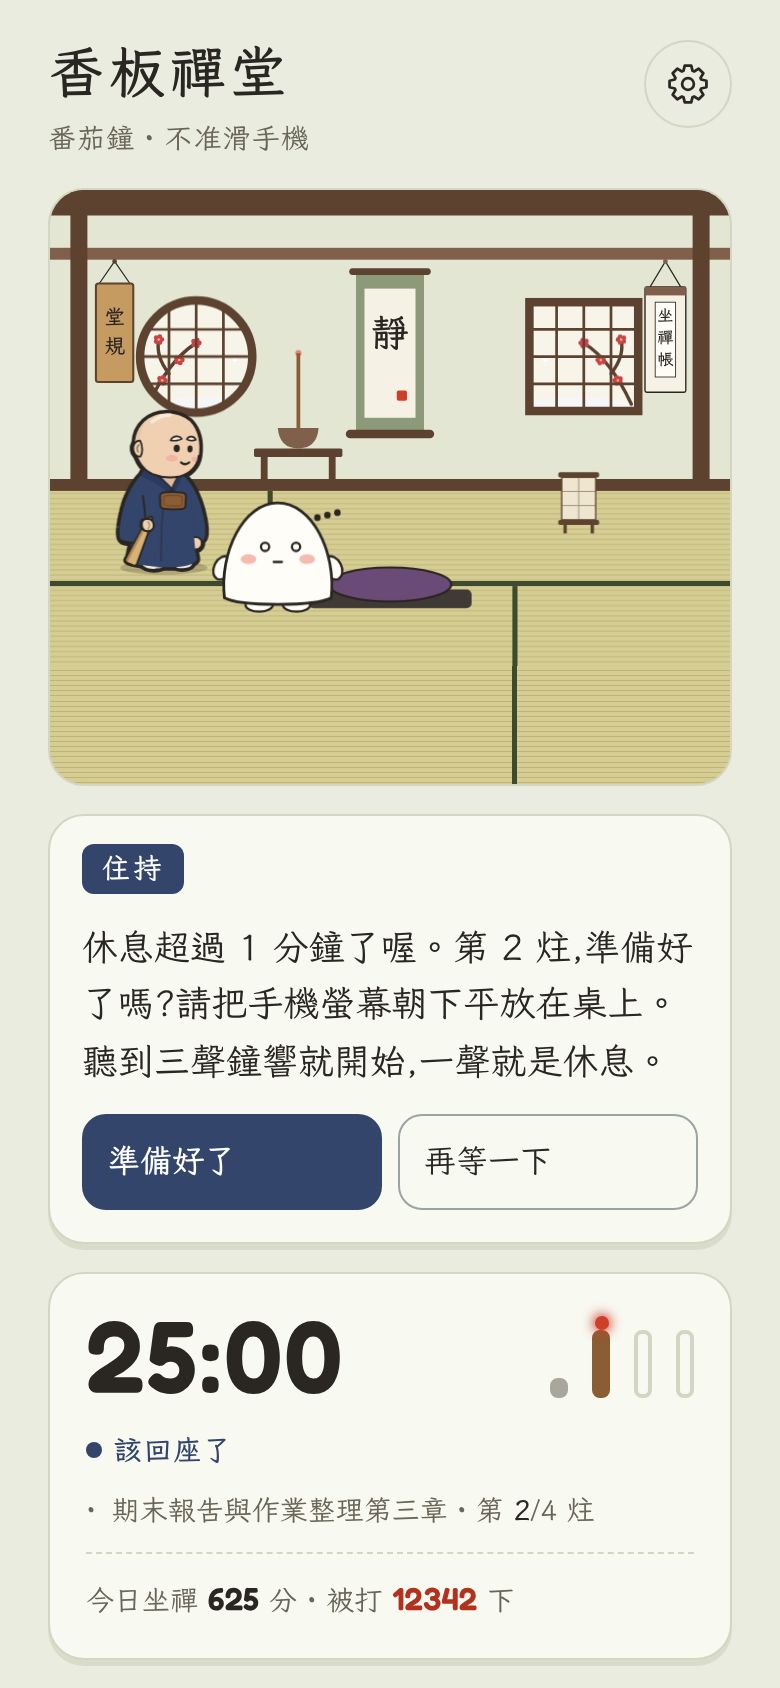 香板禪堂
番茄鐘・不准滑手機
堂規
靜
坐禪帳
住持
休息超過 1 分鐘了喔。第 2 炷,準備好
了嗎?請把手機螢幕朝下平放在桌上。
聽到三聲鐘響就開始,一聲就是休息。
準備好了
再等一下
25:00
該回座了
・ 期末報告與作業整理第三章・第 2/4 炷
今日坐禪 625 分・被打 12342 下